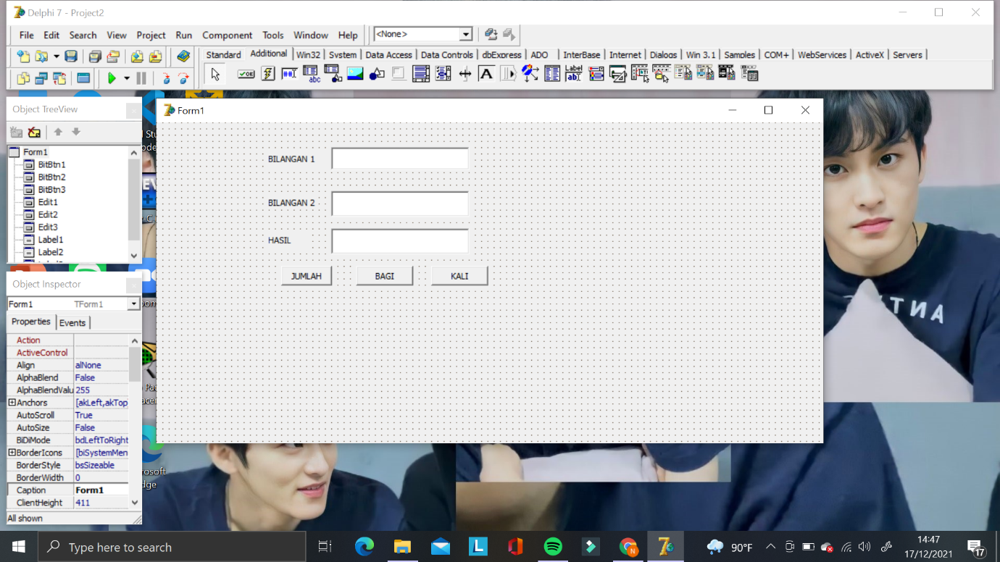 Delphi 7 - Project2
File Edit Search View Project Run Component Tools Window Help <None>
Standard Additional Win32 System Data Access Data Controls dbExpress ADO InterBase Internet Dialogs Win 3.1 Samples COM+ WebServices ActiveX Servers
Object TreeView
Form1
BitBtn1
BitBtn2
BitBtn3
Edit1
Edit2
Edit3
Label1
Label2
Form1
BILANGAN 1
BILANGAN 2
HASIL
JUMLAH BAGI KALI
Object Inspector
Form1 TForm1
Properties Events
Action
ActiveControl
Align alNone
AlphaBlend False
AlphaBlendValu 255
Anchors [akLeft,akTop
AutoScroll True
AutoSize False
BiDiMode bdLeftToRight
BorderIcons [biSystemMen
BorderStyle bsSizeable
BorderWidth 0
Caption Form1
ClientHeight 411
All shown
rosoft
dge
ANT
Type here to search
90°F
14:47
17/12/2021
17